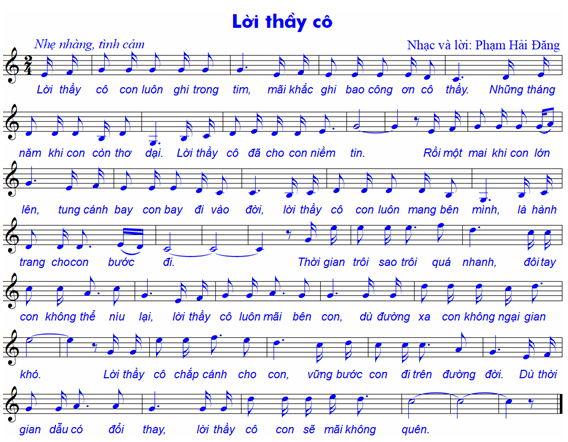 Lời thầy cô
Nhẹ nhàng, tình cảm
Nhạc và lời: Phạm Hải Đăng
2
4
Lời thầy cô con luôn ghi trong tim, mãi khắc ghi bao công ơn cô thầy. Những tháng
năm khi con còn thơ dại. Lời thầy cô đã cho con niềm tin. Rồi một mai khi con lớn
lên, tung cánh bay con bay đi vào đời, lời thầy cô con luôn mang bên mình, là hành
trang chocon bước đi. Thời gian trôi sao trôi quá nhanh, đôi tay
con không thể níu lại, lời thầy cô luôn mãi bên con, dù đường xa con không ngại gian
khó. Lời thầy cô chắp cánh cho con, vững bước con đi trên đường đời. Dù thời
gian dẫu có đổi thay, lời thầy cô con sẽ mãi không quên.